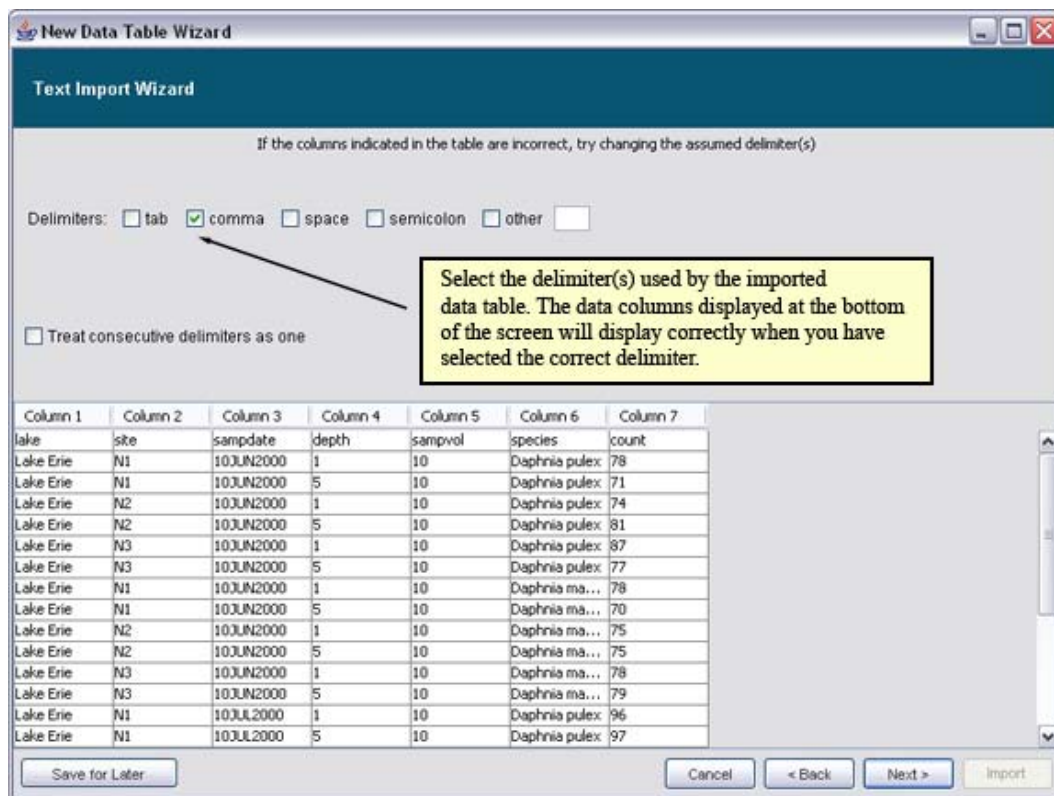 New Data Table Wizard
Text Import Wizard
If the columns indicated in the table are incorrect, try changing the assumed delimiter(s)
Delimiters: tab comma space semicolon other
Select the delimiter(s) used by the imported
data table. The data columns displayed at the bottom
of the screen will display correctly when you have
selected the correct delimiter.
Treat consecutive delimiters as one
Column 1 Column 2 Column 3 Column 4 Column 5 Column 6 Column 7
lake site sampdate depth sampvol species count
Lake Erie N1 10JUN2000 1 10 Daphnia pulex 78
Lake Erie N1 10JUN2000 5 10 Daphnia pulex 71
Lake Erie N2 10JUN2000 1 10 Daphnia pulex 74
Lake Erie N2 10JUN2000 5 10 Daphnia pulex 81
Lake Erie N3 10JUN2000 1 10 Daphnia pulex 87
Lake Erie N3 10JUN2000 5 10 Daphnia pulex 77
Lake Erie N1 10JUN2000 1 10 Daphnia ma... 78
Lake Erie N1 10JUN2000 5 10 Daphnia ma... 70
Lake Erie N2 10JUN2000 1 10 Daphnia ma... 75
Lake Erie N2 10JUN2000 5 10 Daphnia ma... 75
Lake Erie N3 10JUN2000 1 10 Daphnia ma... 78
Lake Erie N3 10JUN2000 5 10 Daphnia ma... 79
Lake Erie N1 10JUL2000 1 10 Daphnia pulex 96
Lake Erie N1 10JUL2000 5 10 Daphnia pulex 97
Save for Later Cancel < Back Next > Import